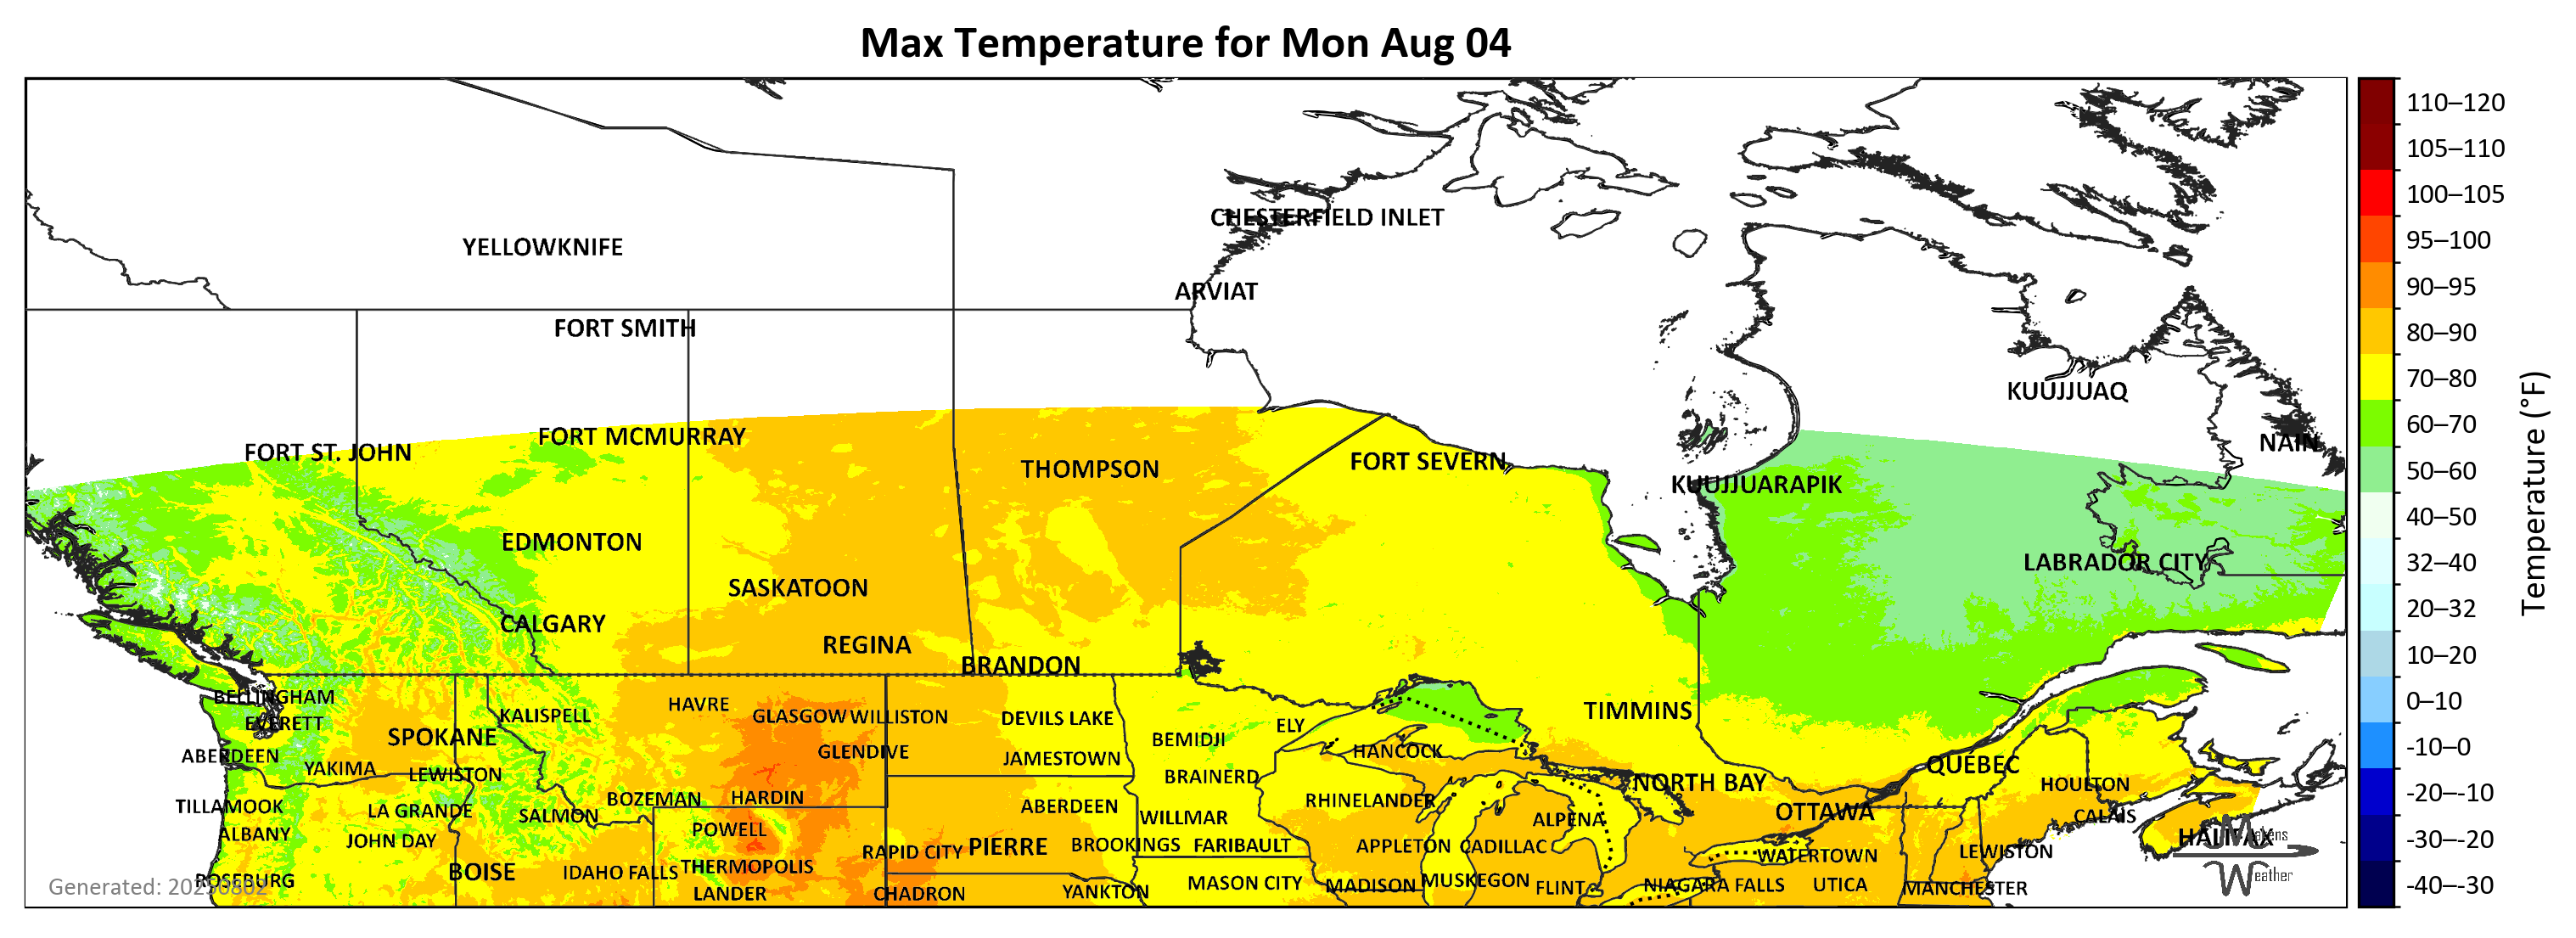 Max Temperature for Mon Aug 04
CHESTERFIELD INLET
YELLOWKNIFE
ARVIAT
FORT SMITH
KUUJJUAQ
FORT MCMURRAY
NAIN
FORT ST. JOHN
FORT SEVERN
THOMPSON
KUUJJUARAPIK
EDMONTON
LABRADOR CITY
SASKATOON
CALGARY
REGINA
BRANDON
BELLINGHAM
HAVRE
TIMMINS
KALISPELL
GLASGOW WILLISTON
DEVILS LAKE
EVERETT
ELY
SPOKANE
BEMIDJI
GLENDIVE
HANCOCK
ABERDEEN
JAMESTOWN
QUÉBEC
YAKIMA
LEWISTON
BRAINERD
NORTH BAY
HOULTON
BOZEMAN
HARDIN
RHINELANDER
TILLAMOOK
ABERDEEN
LA GRANDE
OTTAWA
SALMON
WILLMAR
ALPENA
CALAIS
POWELL
ALBANY
HALIFAX
JOHN DAY
PIERRE
BROOKINGS
FARIBAULT
APPLETON
CADILLAC
RAPID CITY
LEWISTON
WATERTOWN
THERMOPOLIS
BOISE
IDAHO FALLS
ROSEBURG
MUSKEGON
MASON CITY
MADISON
NIAGARA FALLS
UTICA
FLINT
MANCHESTER
YANKTON
LANDER
CHADRON
Generated: 20250802
Makens
Weather
110–120
105–110
100–105
95–100
90–95
80–90
70–80
60–70
50–60
40–50
32–40
20–32
10–20
0–10
-10–0
-20–-10
-30–-20
-40–-30
Temperature (°F)